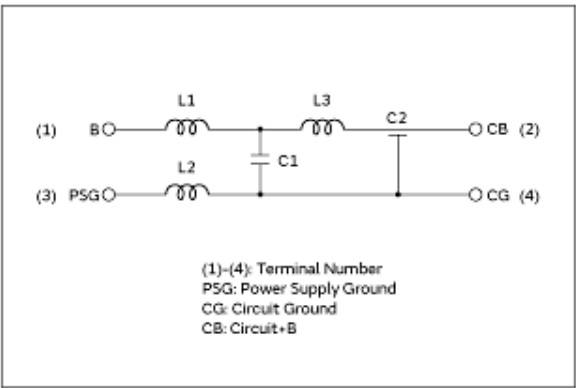 L1 L3
C2
(1) B CB (2)
C1
L2
(3) PSG CG (4)
(1)-(4): Terminal Number
PSG: Power Supply Ground
CG: Circuit Ground
CB: Circuit+B